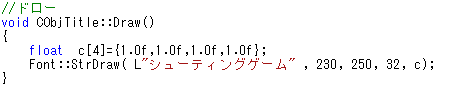 //ドロー
void CObjTitle::Draw()
{
    float  c[4]={1.0f,1.0f,1.0f,1.0f};
    Font::StrDraw( L"シューティングゲーム" , 230, 250, 32, c);
}